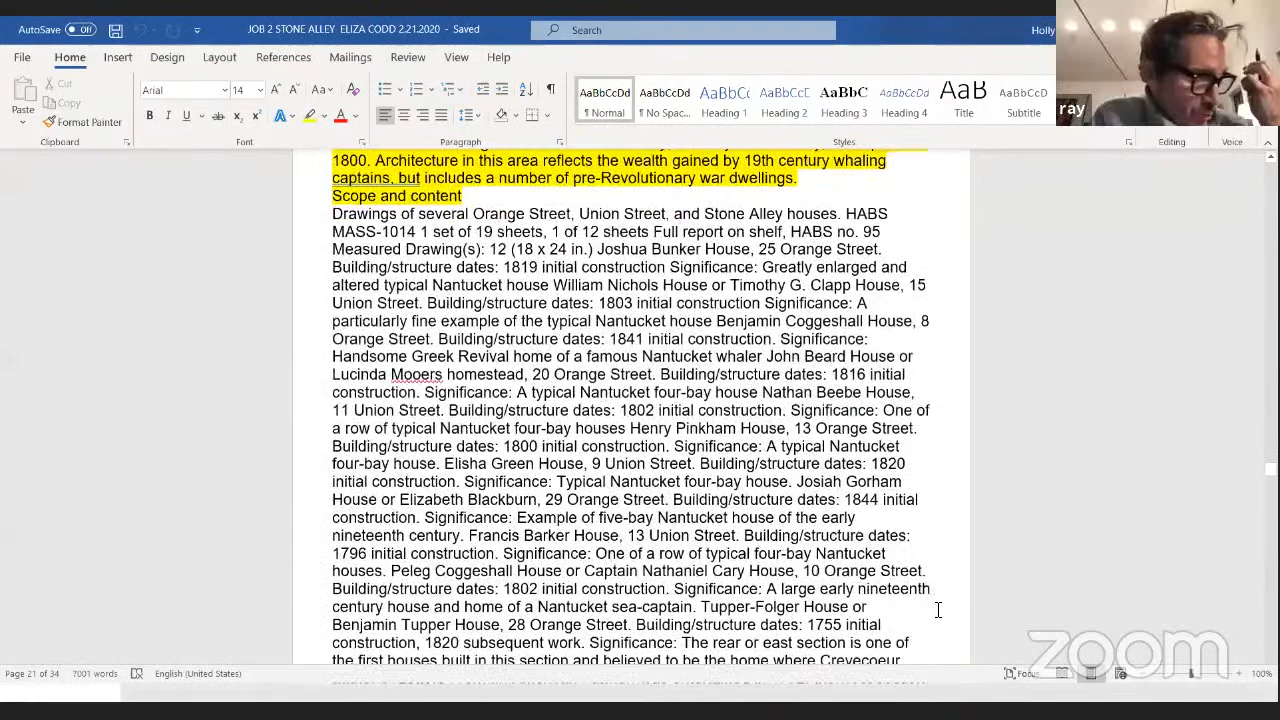 AutoSave Off
JOB 2 STONE ALLEY ELIZA CODD 2.21.2020 - Saved
Search
Holly
File Home Insert Design Layout References Mailings Review View Help
Cut
Copy
Format Painter
Paste
Clipboard
Arial 14
Font
Paragraph
AaBbCcDd AaBbCcDd AaBbC AaBbCcD AaBbC AaBbCcD AaB AaBbCcD
¶ Normal ¶ No Spac... Heading 1 Heading 2 Heading 3 Heading 4 Title Subtitle
Styles
Editing
Voice
ray
1800. Architecture in this area reflects the wealth gained by 19th century whaling
captains, but includes a number of pre-Revolutionary war dwellings.
Scope and content
Drawings of several Orange Street, Union Street, and Stone Alley houses. HABS
MASS-1014 1 set of 19 sheets, 1 of 12 sheets Full report on shelf, HABS no. 95
Measured Drawing(s): 12 (18 x 24 in.) Joshua Bunker House, 25 Orange Street.
Building/structure dates: 1819 initial construction Significance: Greatly enlarged and
altered typical Nantucket house William Nichols House or Timothy G. Clapp House, 15
Union Street. Building/structure dates: 1803 initial construction Significance: A
particularly fine example of the typical Nantucket house Benjamin Coggeshall House, 8
Orange Street. Building/structure dates: 1841 initial construction. Significance:
Handsome Greek Revival home of a famous Nantucket whaler John Beard House or
Lucinda Mooers homestead, 20 Orange Street. Building/structure dates: 1816 initial
construction. Significance: A typical Nantucket four-bay house Nathan Beebe House,
11 Union Street. Building/structure dates: 1802 initial construction. Significance: One of
a row of typical Nantucket four-bay houses Henry Pinkham House, 13 Orange Street.
Building/structure dates: 1800 initial construction. Significance: A typical Nantucket
four-bay house. Elisha Green House, 9 Union Street. Building/structure dates: 1820
initial construction. Significance: Typical Nantucket four-bay house. Josiah Gorham
House or Elizabeth Blackburn, 29 Orange Street. Building/structure dates: 1844 initial
construction. Significance: Example of five-bay Nantucket house of the early
nineteenth century. Francis Barker House, 13 Union Street. Building/structure dates:
1796 initial construction. Significance: One of a row of typical four-bay Nantucket
houses. Peleg Coggeshall House or Captain Nathaniel Cary House, 10 Orange Street.
Building/structure dates: 1802 initial construction. Significance: A large early nineteenth
century house and home of a Nantucket sea-captain. Tupper-Folger House or
Benjamin Tupper House, 28 Orange Street. Building/structure dates: 1755 initial
construction, 1820 subsequent work. Significance: The rear or east section is one of
the first houses built in this section and believed to be the home where Crevecoeur
zoom
Page 21 of 34 7001 words English (United States)
Focus
100%